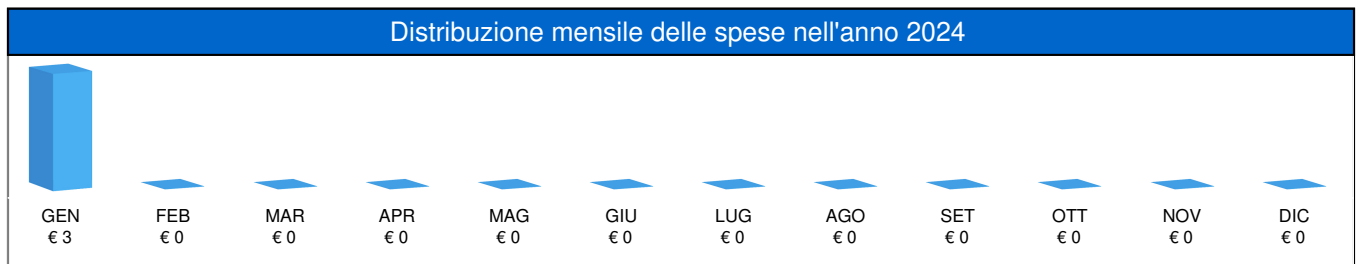 Distribuzione mensile delle spese nell'anno 2024
GEN FEB MAR APR MAG GIU LUG AGO SET OTT NOV DIC
€ 3 € 0 € 0 € 0 € 0 € 0 € 0 € 0 € 0 € 0 € 0 € 0